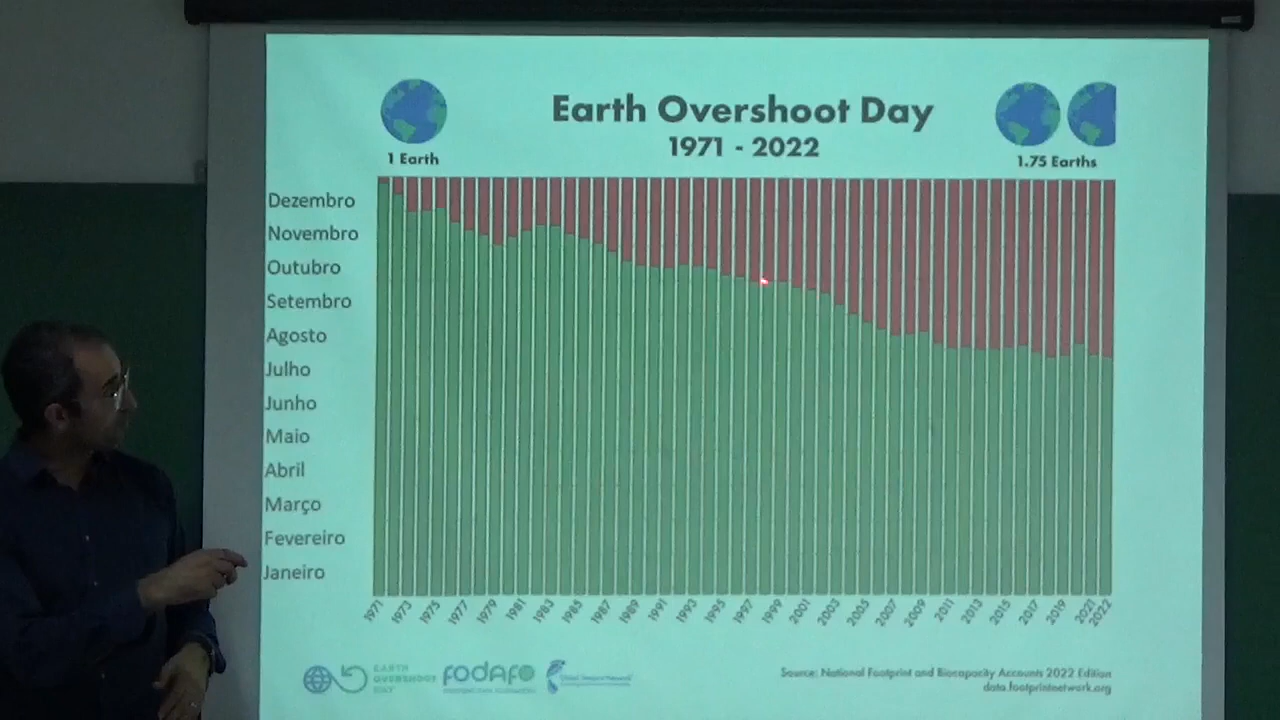 Earth Overshoot Day
1971 - 2022
1 Earth
1.75 Earths
Dezembro
Novembro
Outubro
Setembro
Agosto
Julho
Junho
Maio
Abril
Março
Fevereiro
Janeiro
1971 1973 1975 1977 1979 1981 1983 1985 1987 1989 1991 1993 1995 1997 1999 2001 2003 2005 2007 2009 2011 2013 2015 2017 2019 2021 2022
EARTH
OVERSHOOT
DAY
FODAFO
Source: National Footprint and Biocapacity Accounts 2022 Edition
data.footprintnetwork.org